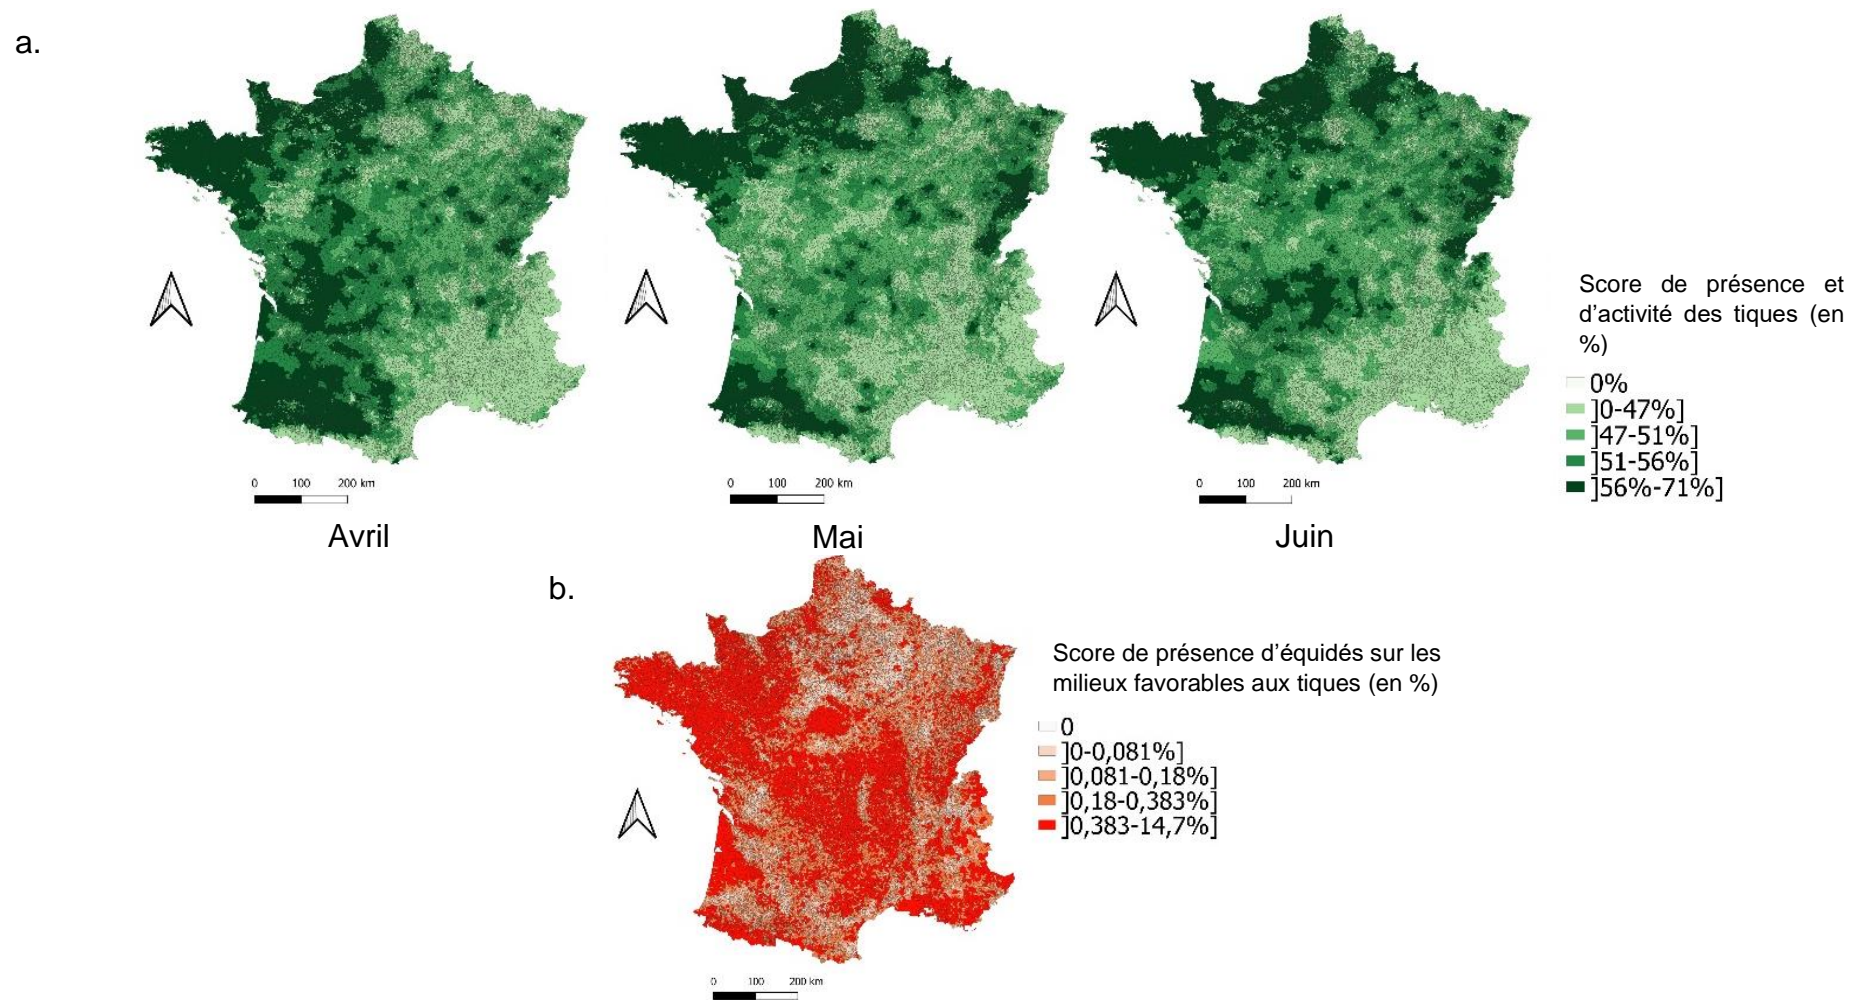 a.
0 100 200 km
0 100 200 km
0 100 200 km
Avril
Mai
Juin
Score de présence et
d'activité des tiques (en
%)
0%
]0-47%]
]47-51%]
]51-56%]
]56%-71%]
b.
Score de présence d'équidés sur les
milieux favorables aux tiques (en %)
0
]0-0,081%]
]0,081-0,18%]
]0,18-0,383%]
]0,383-14,7%]
0 100 200 km